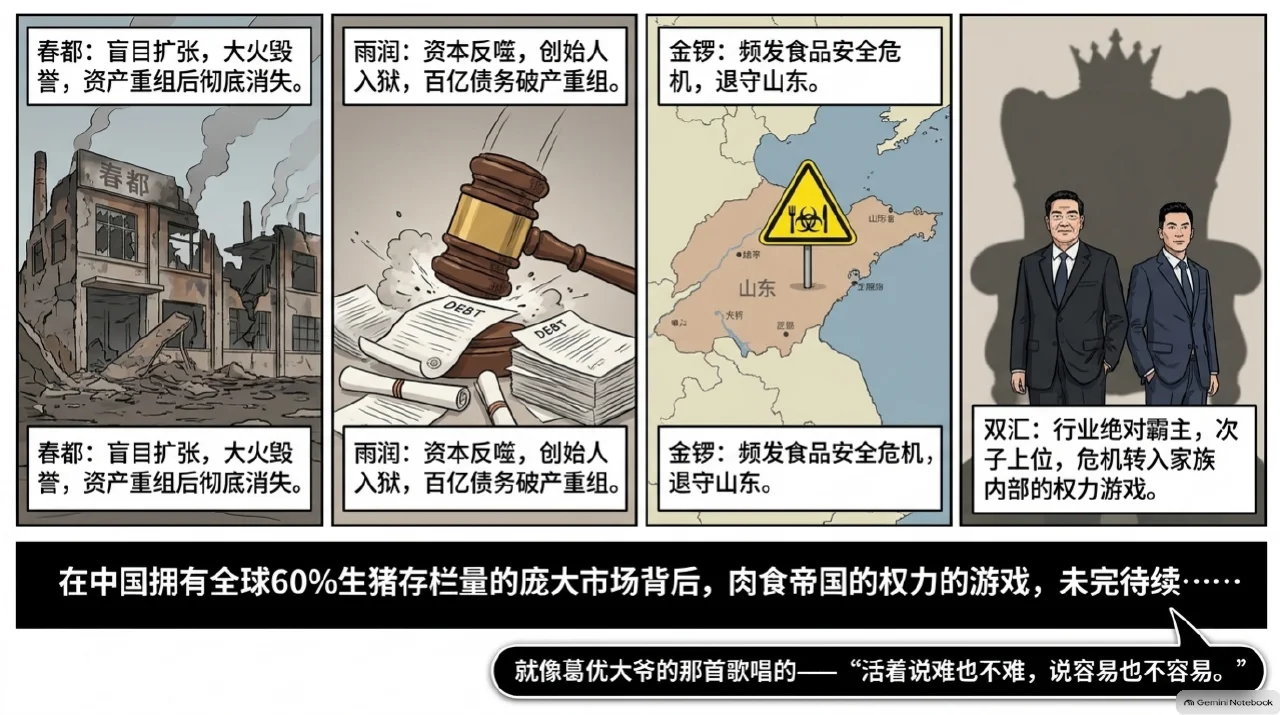 春都：盲目扩张，大火毁
誉，资产重组后彻底消失。
春都
春都：盲目扩张，大火毁
誉，资产重组后彻底消失。
雨润：资本反噬，创始人
入狱，百亿债务破产重组。
DEBT
DEBT
雨润：资本反噬，创始人
入狱，百亿债务破产重组。
金锣：频发食品安全危
机，退守山东。
山东
金锣：频发食品安全危机，
退守山东。
双汇：行业绝对霸主，次
子上位，危机转入家族
内部的权力游戏。
在中国拥有全球60%生猪存栏量的庞大市场背后，肉食帝国的权力的游戏，未完待续……
就像葛优大爷的那首歌唱的——“活着说难也不难，说容易也不容易。”
Gemini Notebook